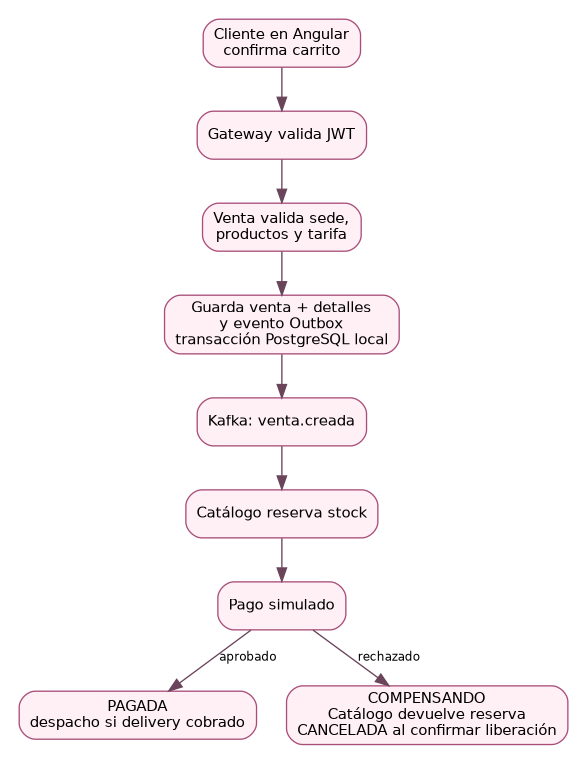 Cliente en Angular
confirma carrito
Gateway valida JWT
Venta valida sede,
productos y tarifa
Guarda venta + detalles
y evento Outbox
transacción PostgreSQL local
Kafka: venta.creada
Catálogo reserva stock
Pago simulado
aprobado
rechazado
PAGADA
despacho si delivery cobrado
COMPENSANDO
Catálogo devuelve reserva
CANCELADA al confirmar liberación